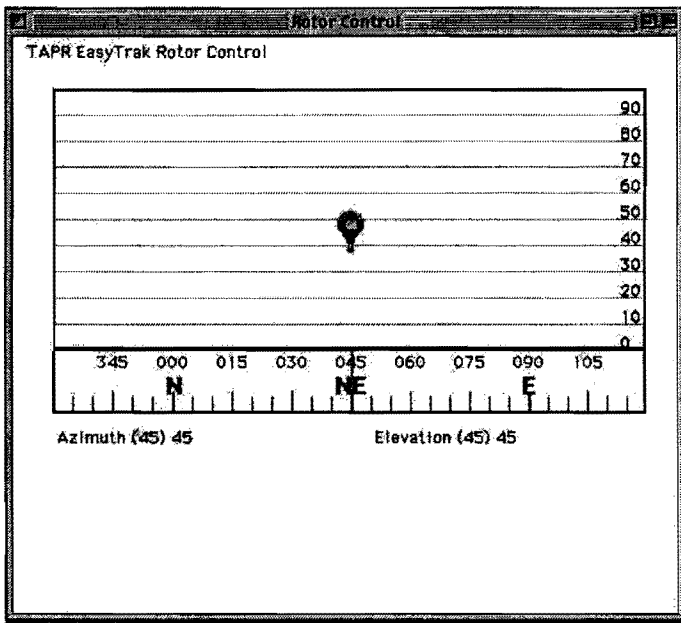 Rotor Control
TAPR EasyTrak Rotor Control
90
80
70
60
50
40
30
20
10
0
345 000 015 030 045 060 075 090 105
N NE E
Azimuth (45) 45 Elevation (45) 45